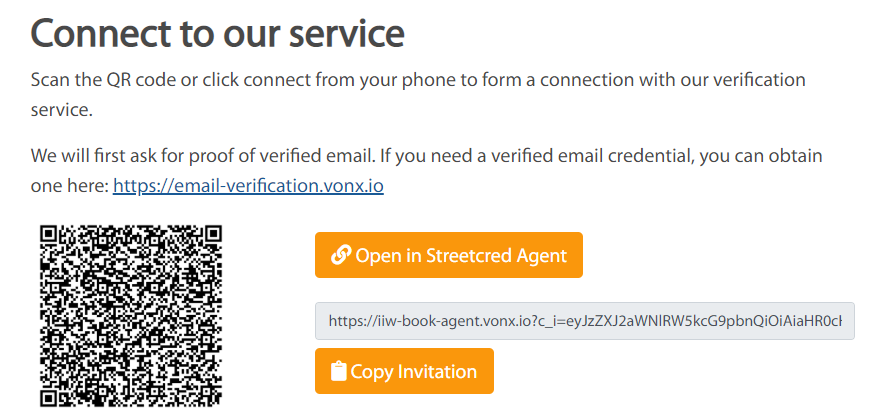 Connect to our service
Scan the QR code or click connect from your phone to form a connection with our verification
service.
We will first ask for proof of verified email. If you need a verified email credential, you can obtain
one here: https://email-verification.vonx.io
Open in Streetcred Agent
https://iiw-book-agent.vonx.io?c_i=eyJzZXJ2aWNlRW5kcG9pbnQiOiAiaHR0cl
Copy Invitation